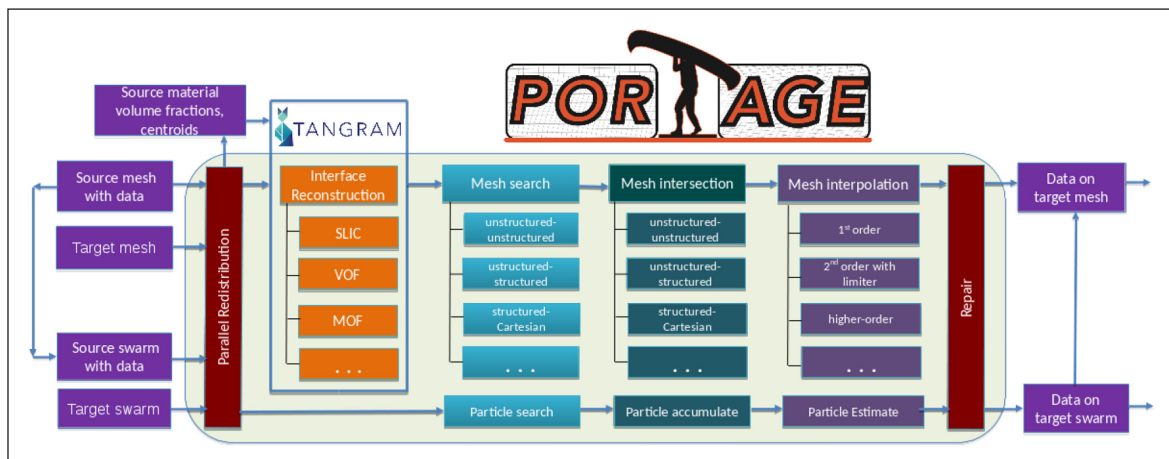 PORTAGE
Source material
volume fractions,
centroids
TANGRAM
Source mesh
with data
Target mesh
Source swarm
with data
Target swarm
Parallel Redistribution
Interface
Reconstruction
SLIC
VOF
MOF
...
Mesh search
unstructured-
unstructured
ustructured-
structured
structured-
Cartesian
...
Particle search
Mesh intersection
unstructured-
unstructured
unstructured-
structured
structured-
Cartesian
...
Particle accumulate
Mesh interpolation
1st order
2nd order with
limiter
higher-order
...
Particle Estimate
Repair
Data on
target mesh
Data on
target swarm